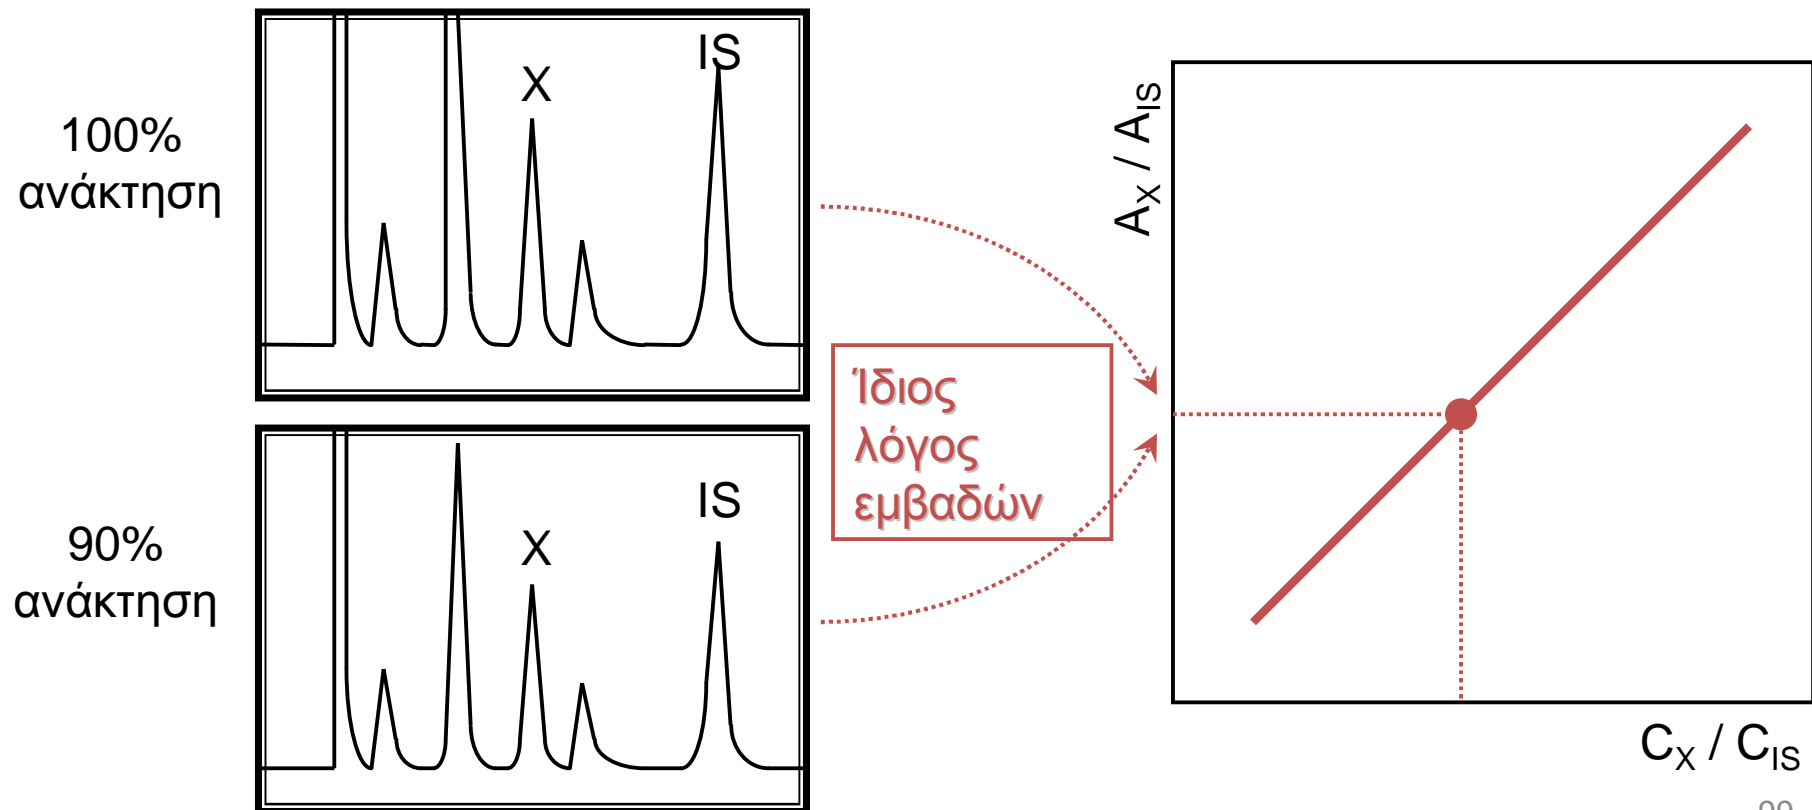 100%
ανάκτηση
X
IS
90%
ανάκτηση
X
IS
Ίδιος
λόγος
εμβαδών
A_X / A_IS
C_X / C_IS